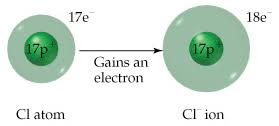 17e⁻
18e⁻
17p⁺
17p⁺
Gains an
electron
Cl atom
Cl⁻ ion